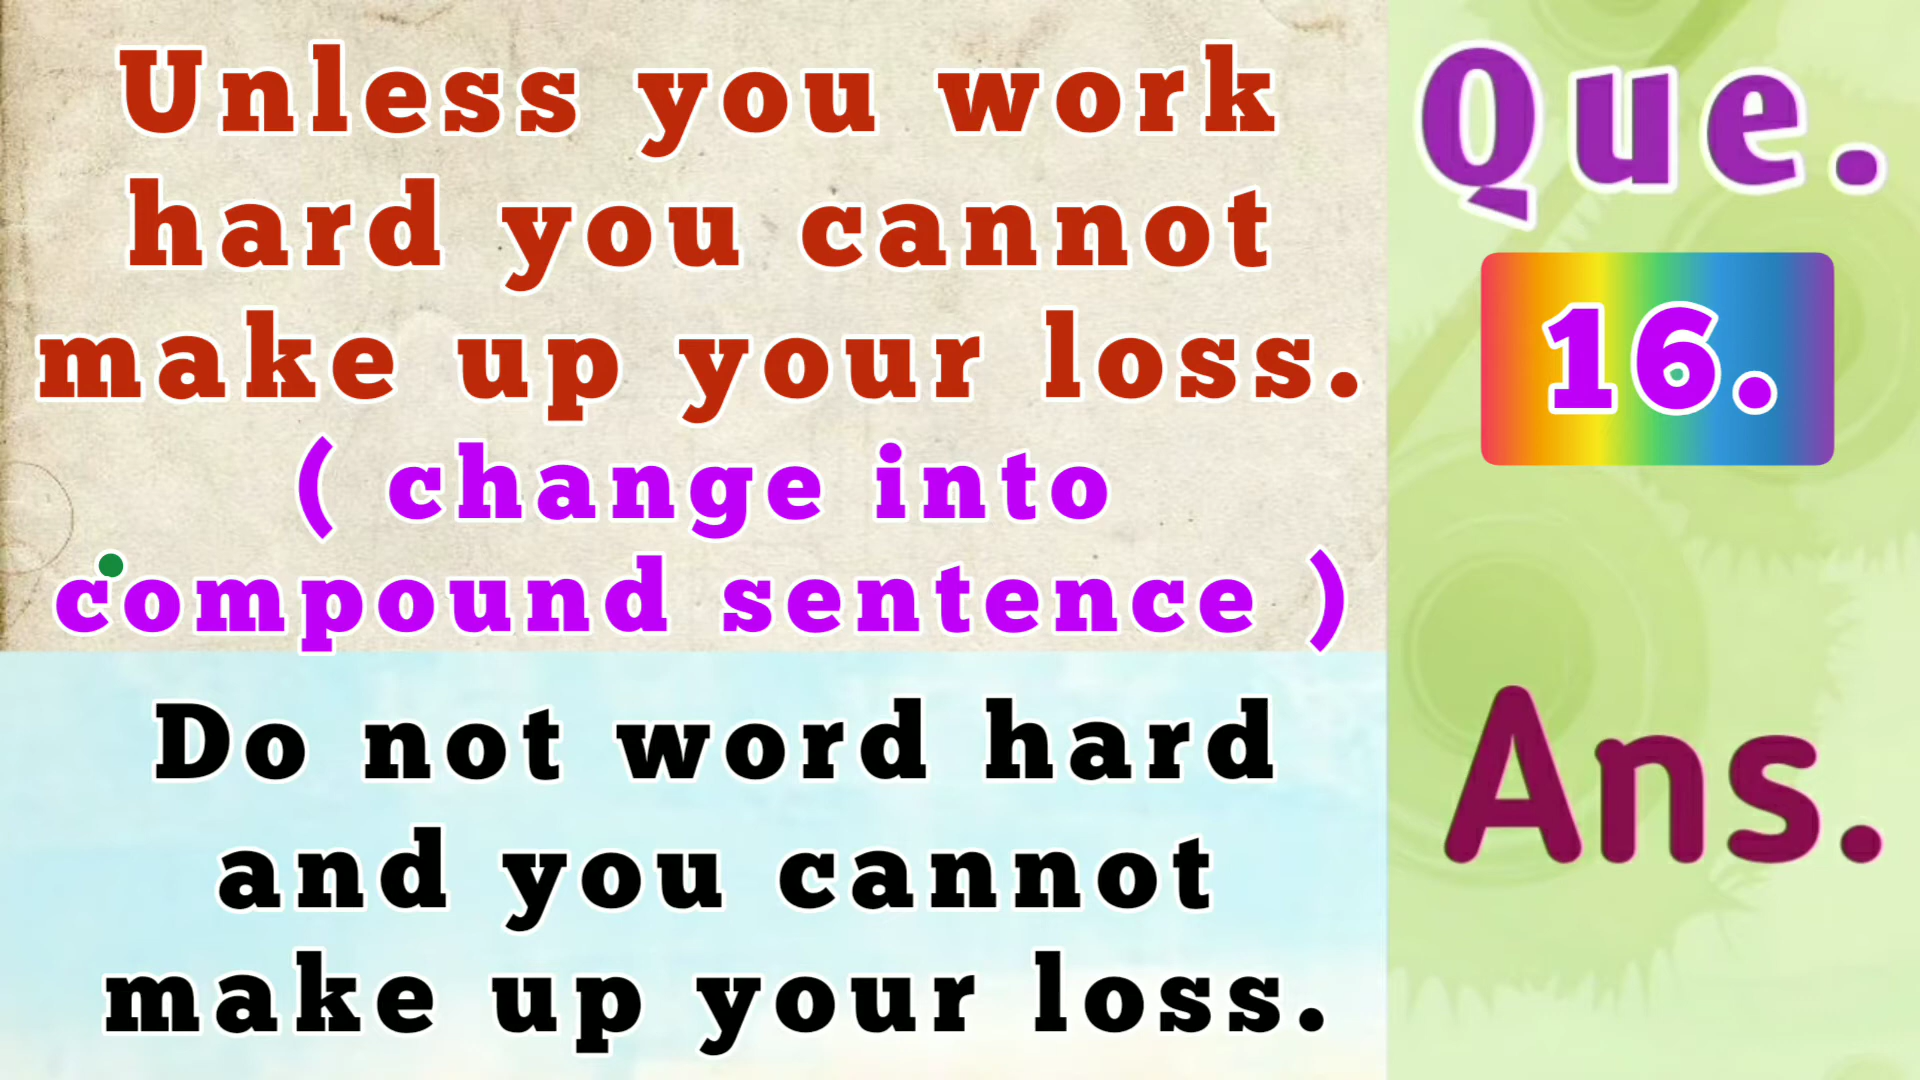 Unless you work
hard you cannot
make up your loss.
( change into
compound sentence )
Do not word hard
and you cannot
make up your loss.
Que.
16.
Ans.